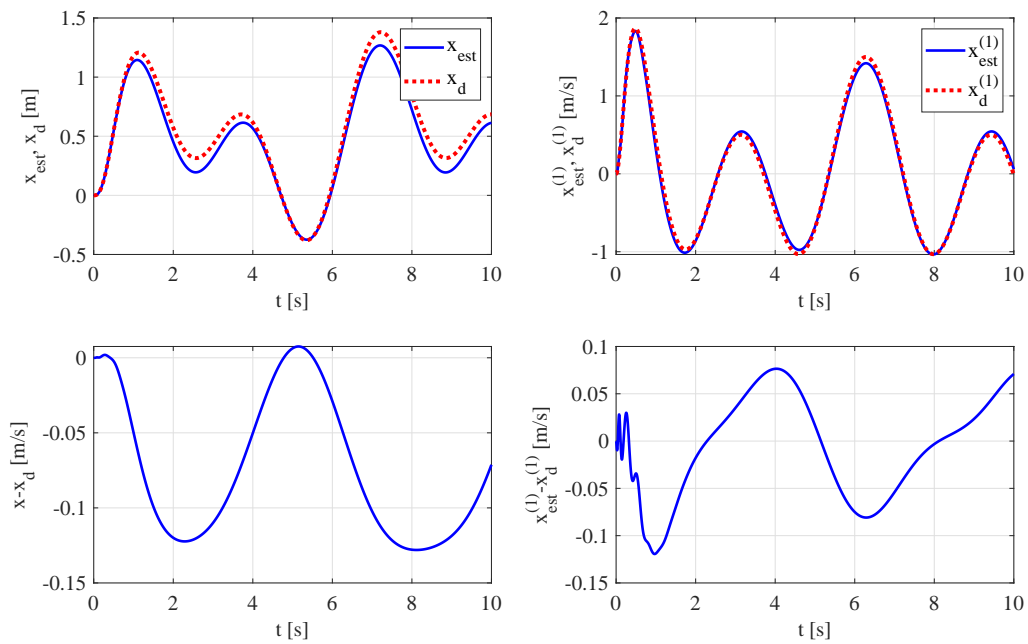 x_est, x_d [m]
1.5
1
0.5
0
-0.5
x_est
x_d
0 2 4 6 8 10
t [s]
x_est^(1), x_d^(1) [m/s]
2
1
0
-1
x_est^(1)
x_d^(1)
0 2 4 6 8 10
t [s]
x-x_d [m/s]
0
-0.05
-0.1
-0.15
0 2 4 6 8 10
t [s]
x_est^(1)-x_d^(1) [m/s]
0.1
0.05
0
-0.05
-0.1
-0.15
0 2 4 6 8 10
t [s]